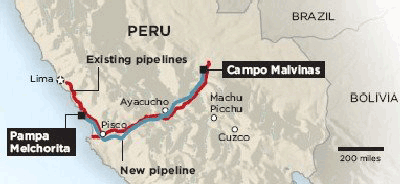 BRAZIL
PERU
Existing pipelines
Campo Malvinas
Lima
BOLIVIA
Machu
Picchu
Ayacucho
Pisco
Pampa
Melchorita
Cuzco
New pipeline
200 miles